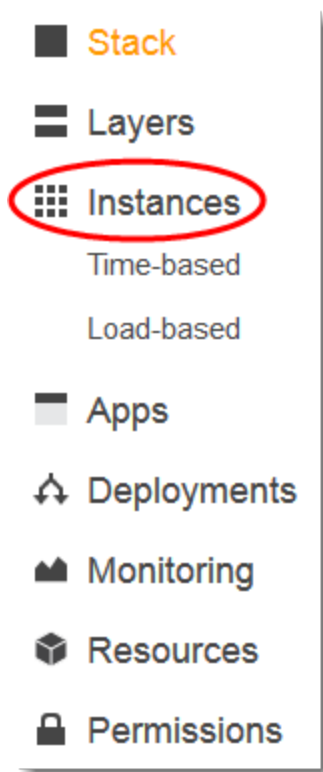 Stack
Layers
Instances
Time-based
Load-based
Apps
Deployments
Monitoring
Resources
Permissions